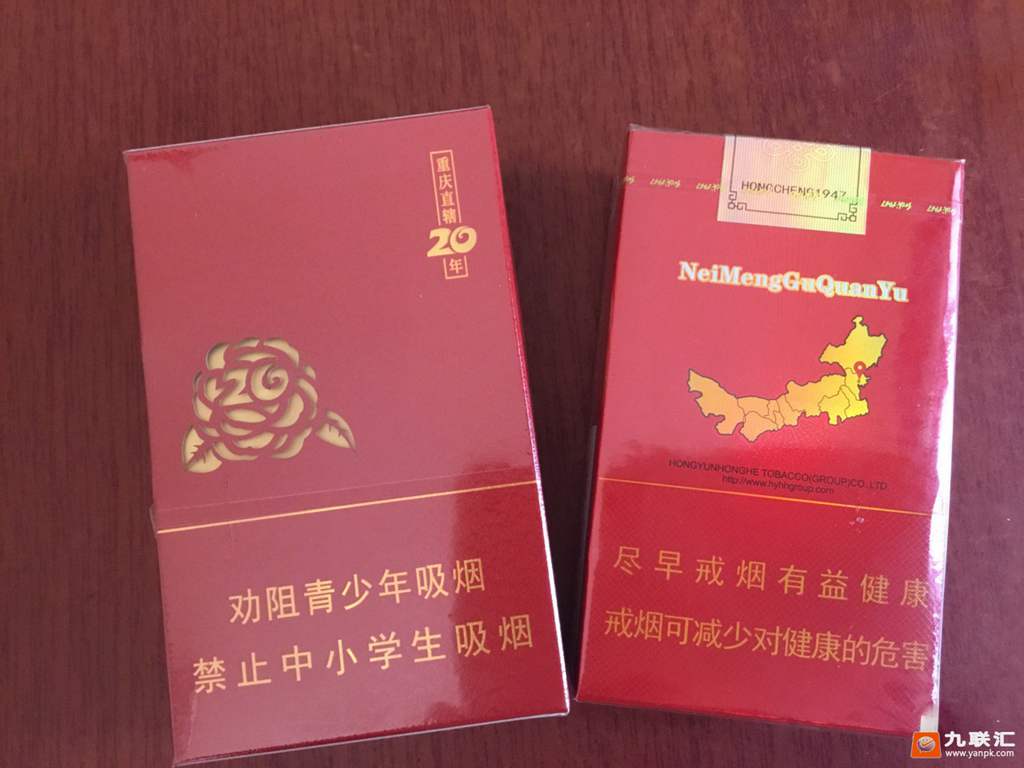 重庆直辖
20
年
20
劝阻青少年吸烟
禁止中小学生吸烟
HONGCHENG1947
NeiMengGuQuanYu
HONGYUNHONGHE TOBACCO(GROUP)CO.LTD
http://www.hyhhgroup.com
尽早戒烟有益健康
戒烟可减少对健康的危害
九联汇
www.yanpk.com